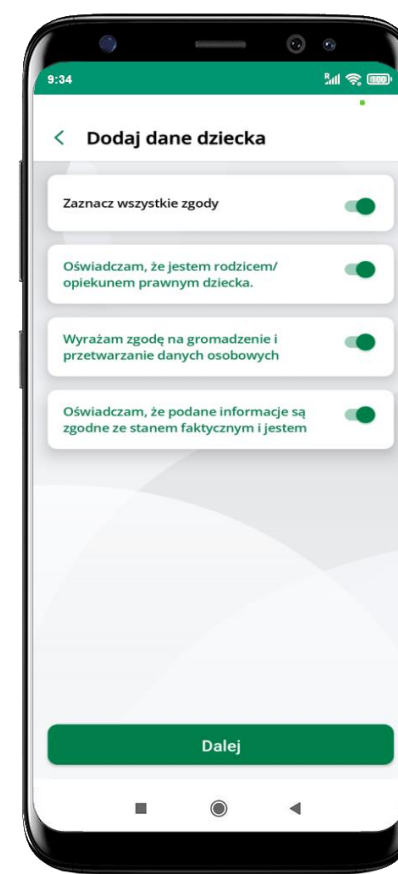 9:34
Dodaj dane dziecka
Zaznacz wszystkie zgody
Oświadczam, że jestem rodzicem/
opiekunem prawnym dziecka.
Wyrażam zgodę na gromadzenie i
przetwarzanie danych osobowych
Oświadczam, że podane informacje są
zgodne ze stanem faktycznym i jestem
Dalej